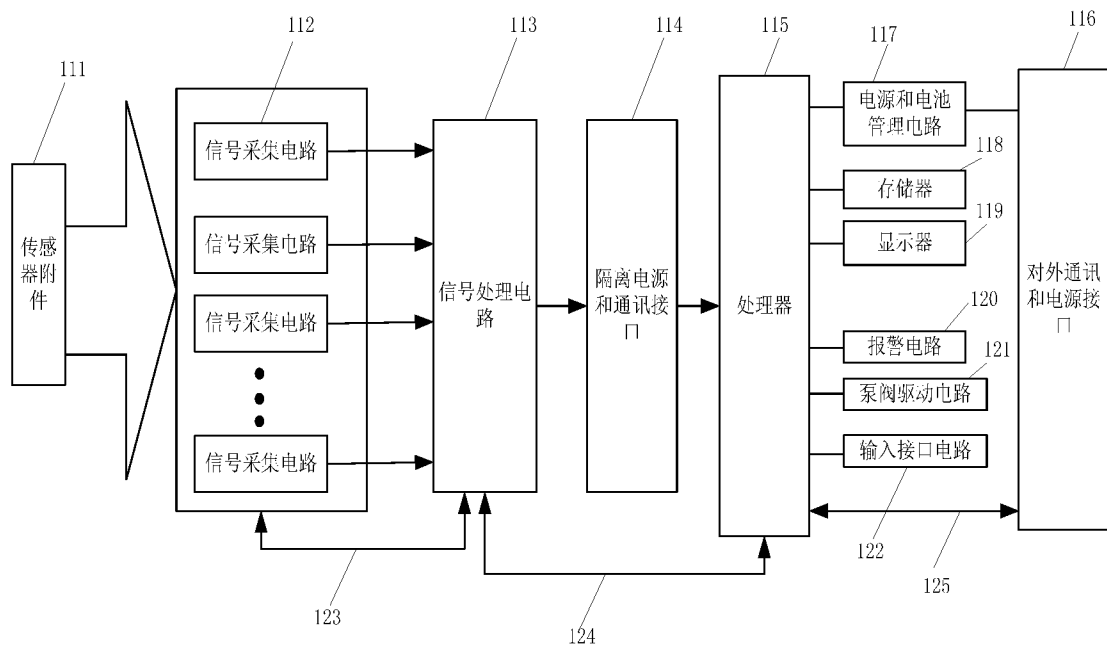 111
112
113
114
115
116
117
118
119
120
121
122
123
124
125
传感
器附
件
信号采集电路
信号采集电路
信号采集电路
信号采集电路
信号处理电
路
隔离电源
和通讯接
口
处理器
电源和电池
管理电路
存储器
显示器
报警电路
泵阀驱动电路
输入接口电路
对外通讯
和电源接
口